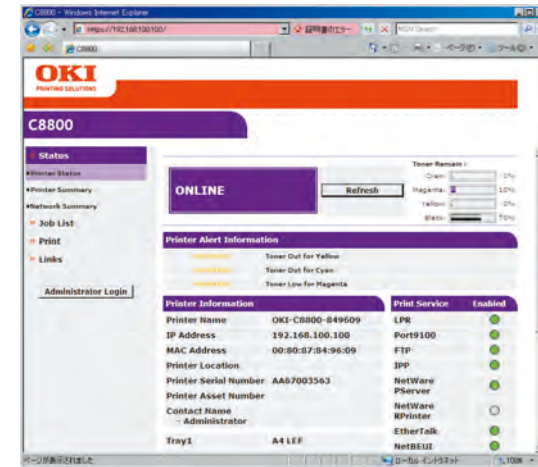 C8800 - Windows Internet Explorer
https://192.168.100.100/
証明書のエラー
C8800
OKI
PRINTING SOLUTIONS
C8800
Status
Printer Status
Printer Summary
Network Summary
Job List
Print
Links
Administrator Login
ONLINE
Refresh
Toner Remain :
Cyan:
0%
Magenta:
10%
Yellow:
0%
Black:
70%
Printer Alert Information
Toner Out for Yellow
Toner Out for Cyan
Toner Low for Magenta
Printer Information
Printer Name OKI-C8800-849609
IP Address 192.168.100.100
MAC Address 00:80:87:84:96:09
Printer Location
Printer Serial Number AA67003563
Printer Asset Number
Contact Name
- Administrator
Tray1 A4 LEF
Print Service Enabled
LPR
Port9100
FTP
IPP
NetWare
PServer
NetWare
RPrinter
EtherTalk
NetBEUI
ページが表示されました
ローカル イントラネット
100%